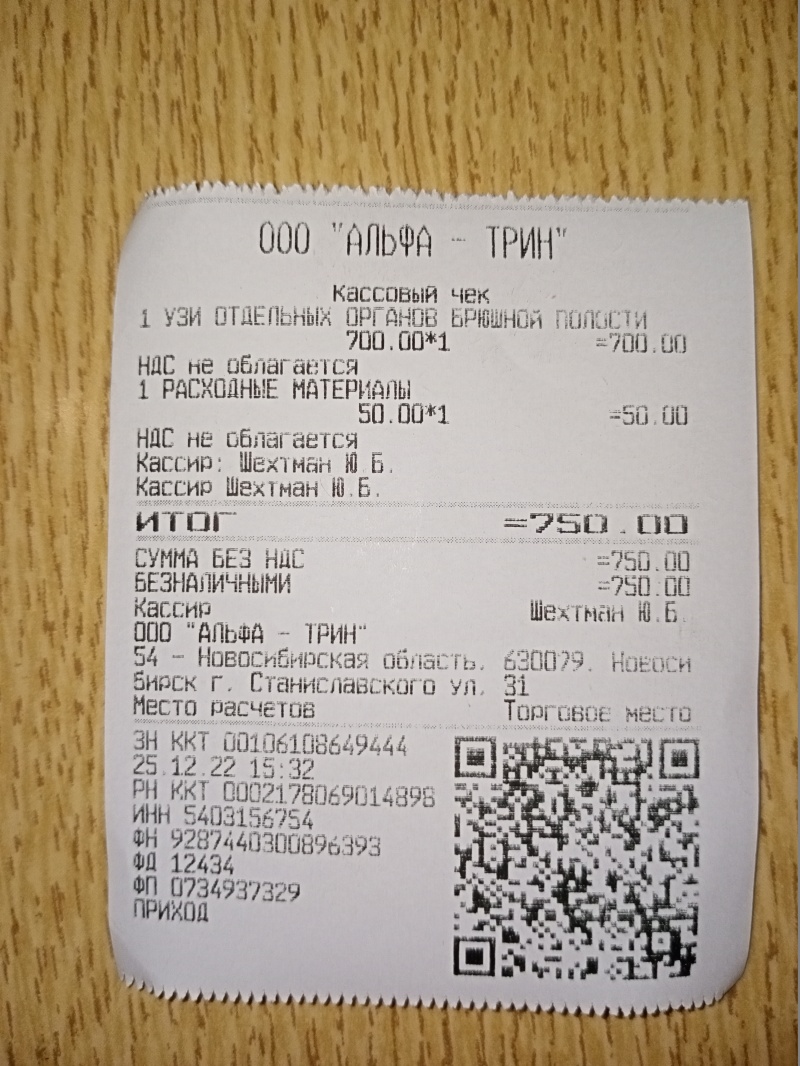 ООО "АЛЬФА - ТРИН"
Кассовый чек
1 УЗИ ОТДЕЛЬНЫХ ОРГАНОВ БРЮШНОЙ ПОЛОСТИ
700.00*1 =700.00
НДС не облагается
1 РАСХОДНЫЕ МАТЕРИАЛЫ
50.00*1 =50.00
НДС не облагается
Кассир: Шехтман Ю.Б.
Кассир Шехтман Ю.Б.
ИТОГ =750.00
СУММА БЕЗ НДС =750.00
БЕЗНАЛИЧНЫМИ =750.00
Кассир Шехтман Ю.Б.
ООО "АЛЬФА - ТРИН"
54 - Новосибирская область, 630079, Новоси
бирск г, Станиславского ул, 31
Место расчетов Торговое место
ЗН ККТ 00106108649444
25.12.22 15:32
РН ККТ 0002178069014898
ИНН 5403156754
ФН 9287440300896393
ФД 12434
ФП 0734937329
ПРИХОД